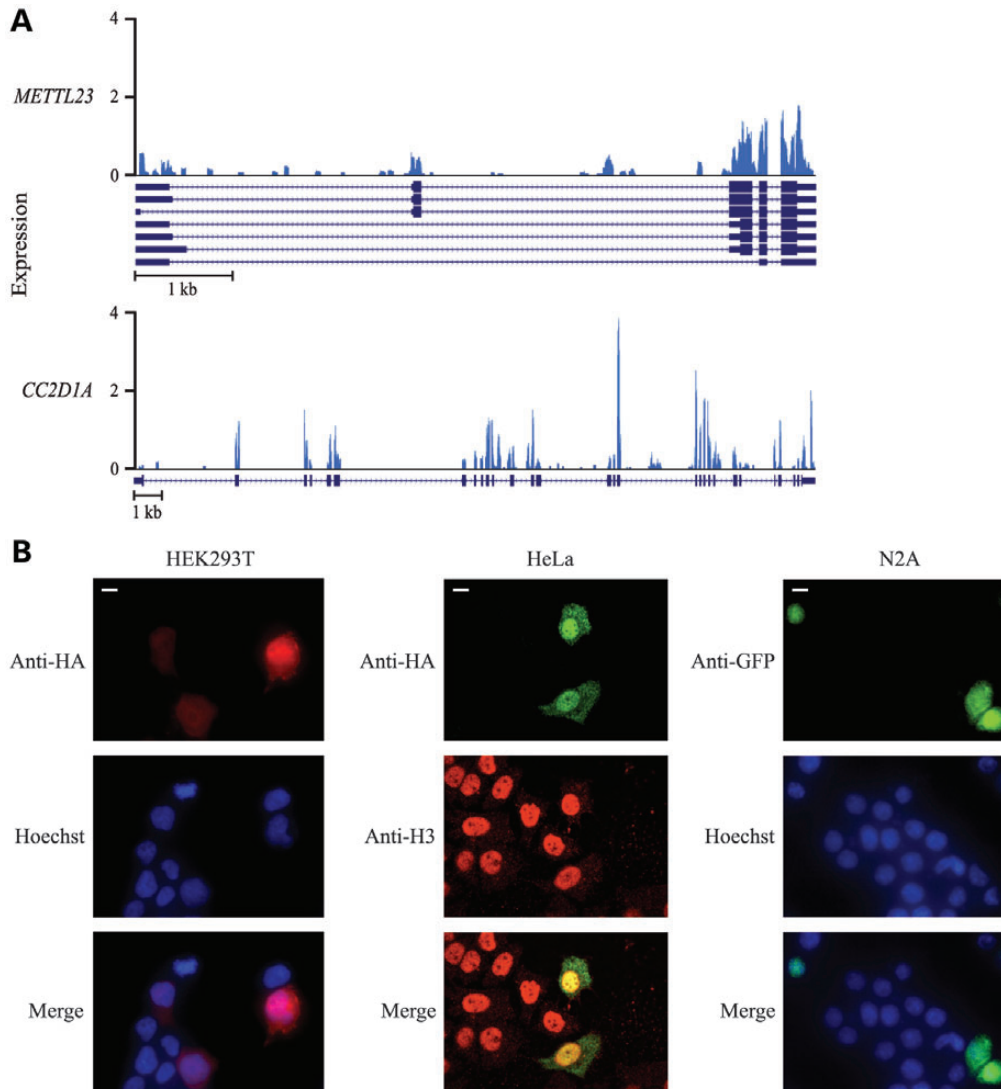 A
4
METTL23
2
0
Expression
1 kb
4
CC2D1A
2
0
1 kb
B
HEK293T HeLa N2A
Anti-HA Anti-HA Anti-GFP
Hoechst Anti-H3 Hoechst
Merge Merge Merge